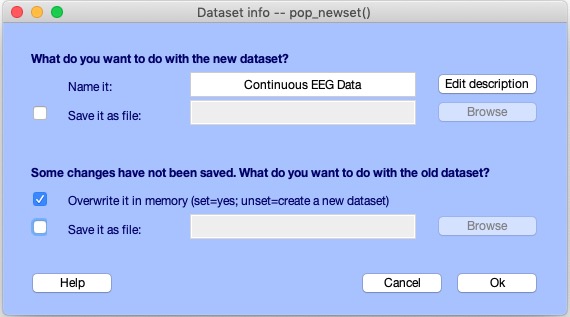 Dataset info -- pop_newset()
What do you want to do with the new dataset?
Name it: Continuous EEG Data Edit description
Save it as file: Browse
Some changes have not been saved. What do you want to do with the old dataset?
Overwrite it in memory (set=yes; unset=create a new dataset)
Save it as file: Browse
Help Cancel Ok